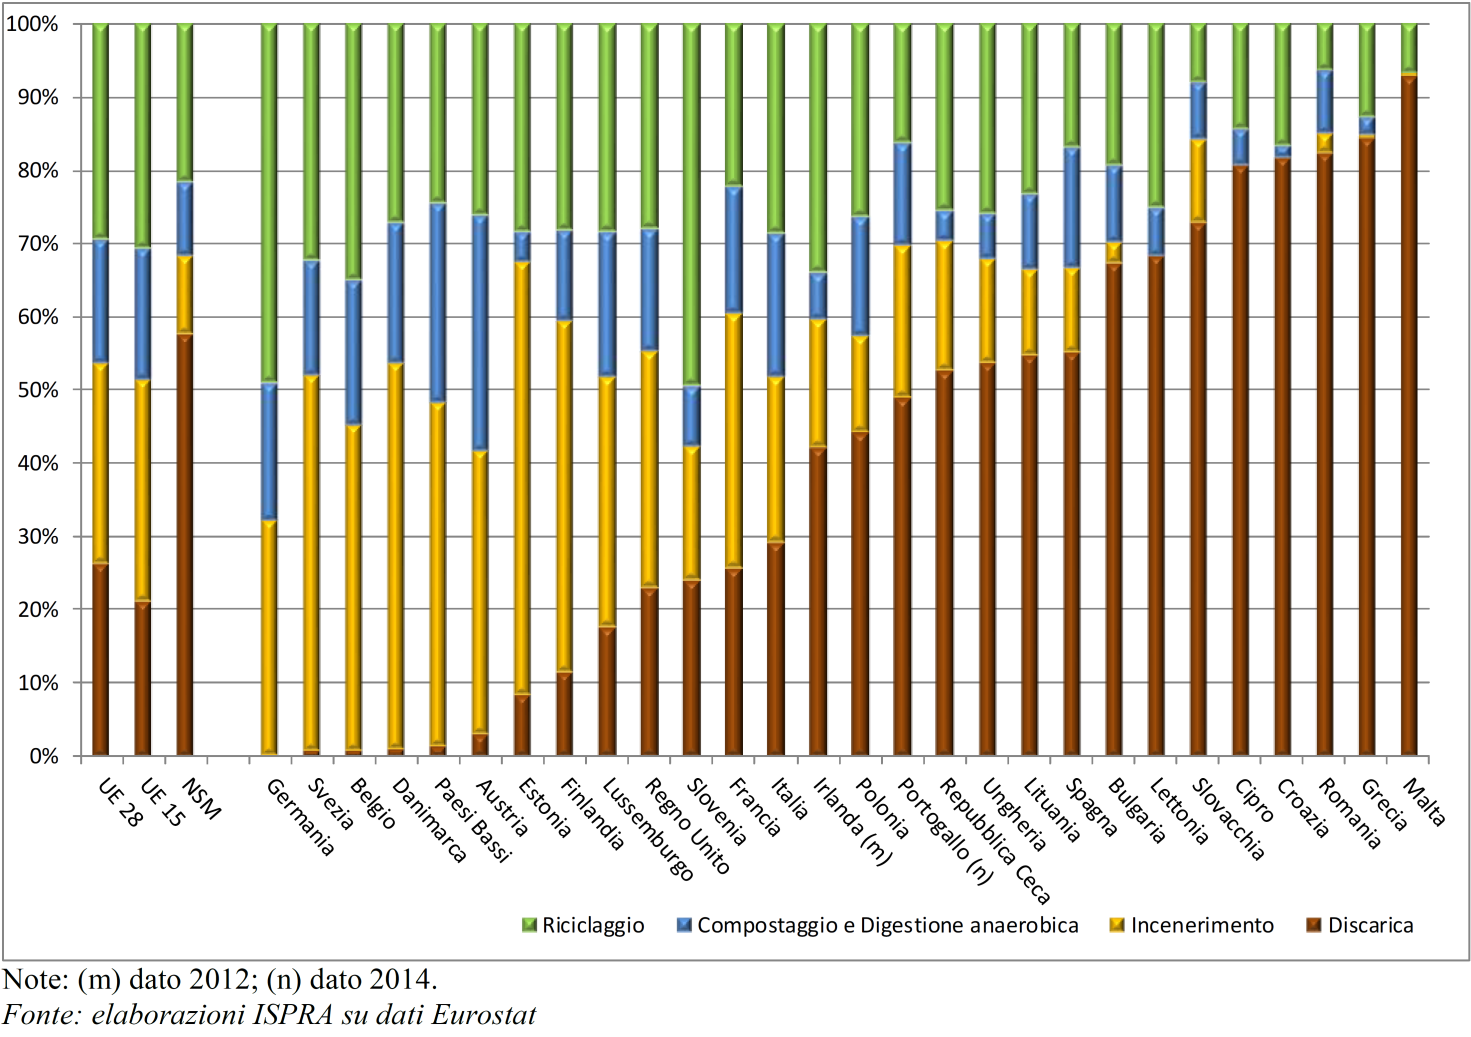 100%
90%
80%
70%
60%
50%
40%
30%
20%
10%
0%
UE 28
UE 15
NSM
Germania
Svezia
Belgio
Danimarca
Paesi Bassi
Austria
Estonia
Finlandia
Lussemburgo
Regno Unito
Slovenia
Francia
Italia
Irlanda (m)
Polonia
Portogallo (n)
Repubblica Ceca
Ungheria
Lituania
Spagna
Bulgaria
Lettonia
Slovacchia
Cipro
Croazia
Romania
Grecia
Malta
Riciclaggio Compostaggio e Digestione anaerobica Incenerimento Discarica
Note: (m) dato 2012; (n) dato 2014.
Fonte: elaborazioni ISPRA su dati Eurostat